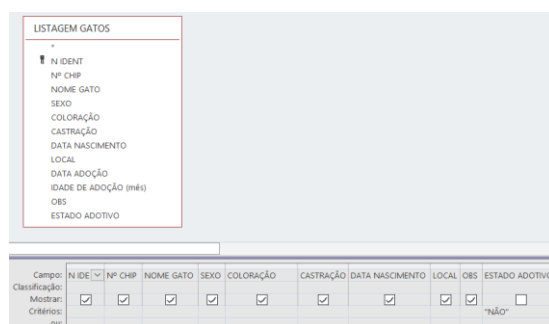 LISTAGEM GATOS
*
N IDENT
Nº CHIP
NOME GATO
SEXO
COLORAÇÃO
CASTRAÇÃO
DATA NASCIMENTO
LOCAL
DATA ADOÇÃO
IDADE DE ADOÇÃO (mês)
OBS
ESTADO ADOTIVO
Campo: N IDE Nº CHIP NOME GATO SEXO COLORAÇÃO CASTRAÇÃO DATA NASCIMENTO LOCAL OBS ESTADO ADOTIVO
Classificação:
Mostrar:
Critérios: "NÃO"
ou: